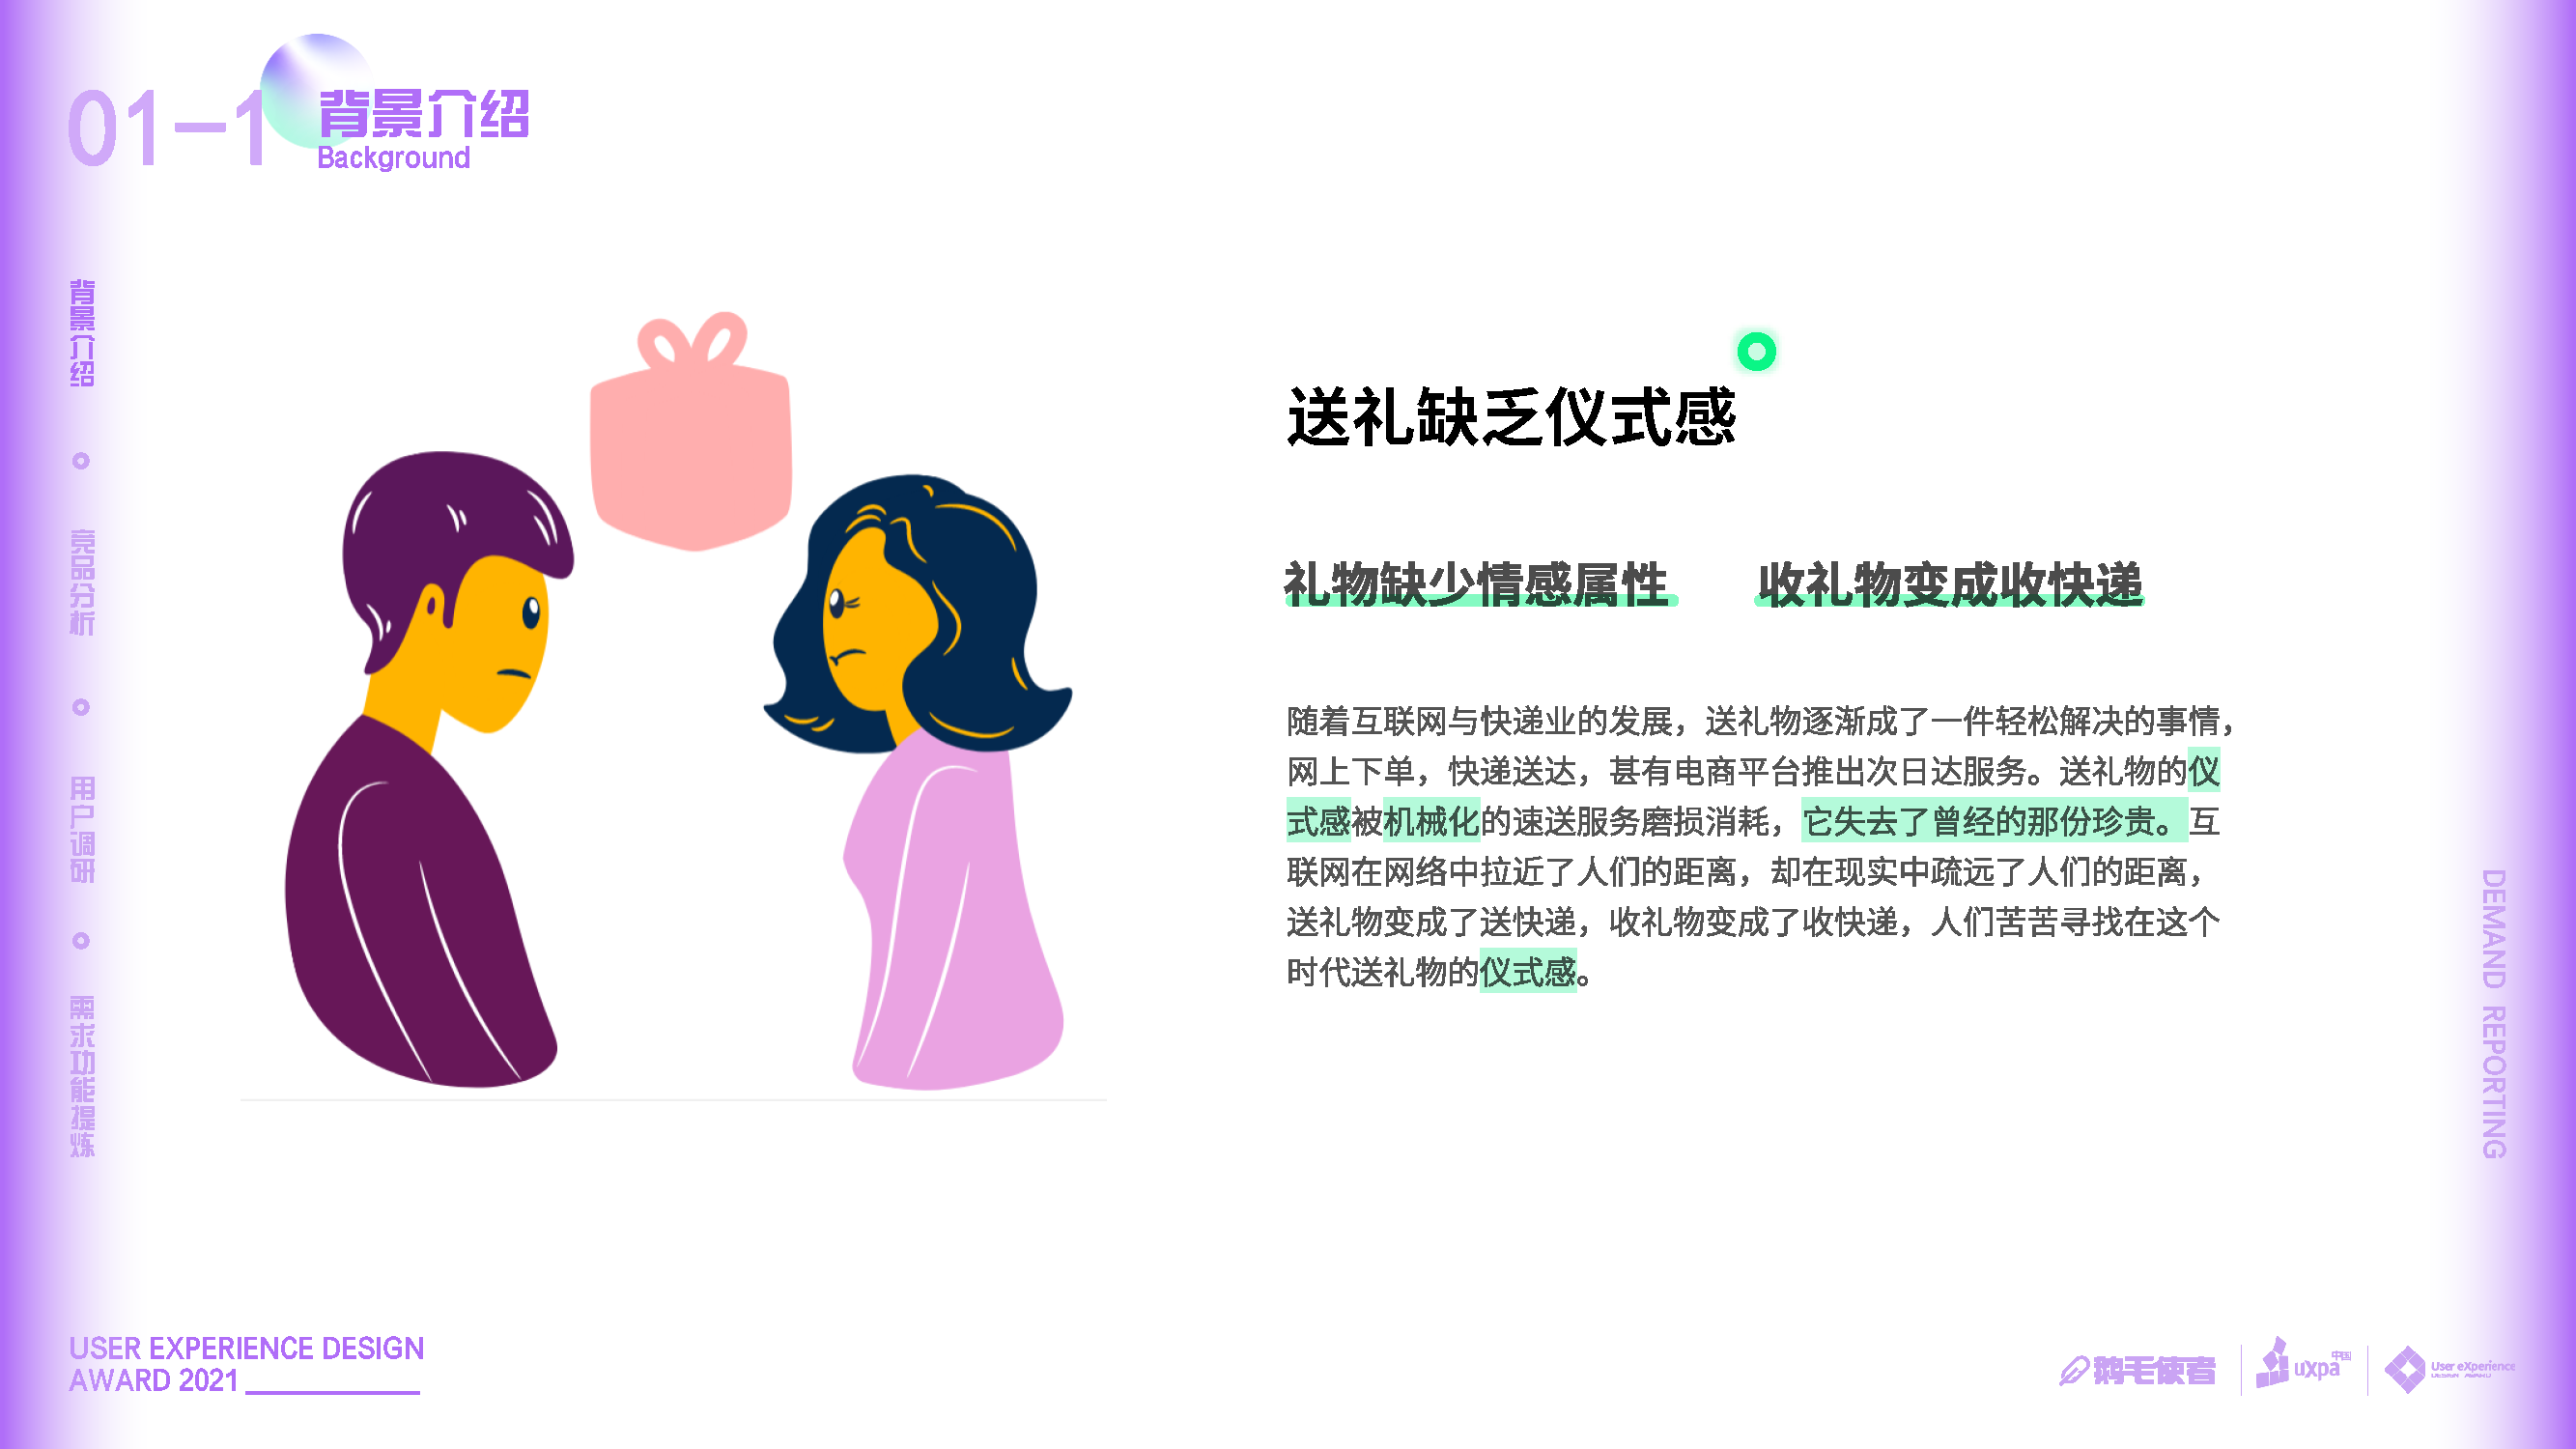 01-1
背景介绍
Background
背景介绍
竞品分析
用户调研
需求功能提炼
送礼缺乏仪式感
礼物缺少情感属性
收礼物变成收快递
随着互联网与快递业的发展，送礼物逐渐成了一件轻松解决的事情，
网上下单，快递送达，甚有电商平台推出次日达服务。送礼物的仪
式感被机械化的速送服务磨损消耗，它失去了曾经的那份珍贵。互
联网在网络中拉近了人们的距离，却在现实中疏远了人们的距离，
送礼物变成了送快递，收礼物变成了收快递，人们苦苦寻找在这个
时代送礼物的仪式感。
DEMAND REPORTING
USER EXPERIENCE DESIGN
AWARD 2021
鹅毛使者
uxpa中国
User eXperience